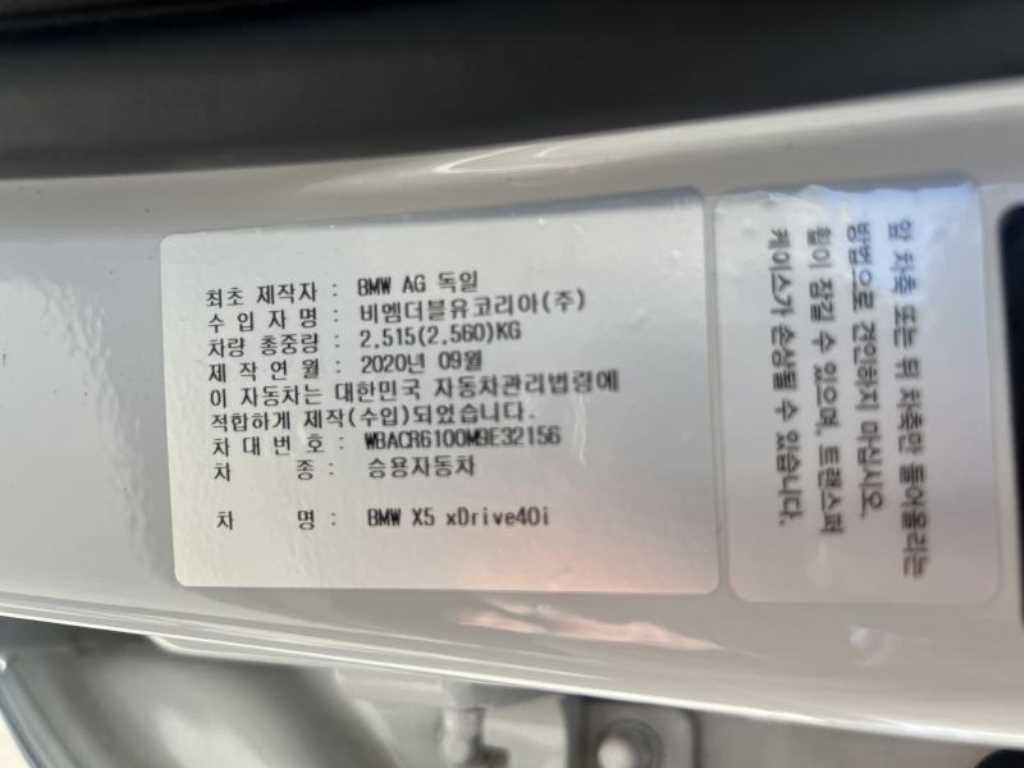 최초 제작자 : BMW AG 독일
수 입 자 명 : 비엠더블유코리아(주)
차량 총중량 : 2,515(2,560)KG
제 작 연 월 : 2020년 09월
이 자동차는 대한민국 자동차관리법령에
적합하게 제작(수입)되었습니다.
차 대 번 호 : WBACR6100M9E32156
차 종 : 승용자동차
차 명 : BMW X5 xDrive40i
앞 차축 또는 뒤 차축만 들어올리는
방법으로 견인하지 마십시오.
휠이 잠길 수 있으며, 트랜스퍼
케이스가 손상될 수 있습니다.